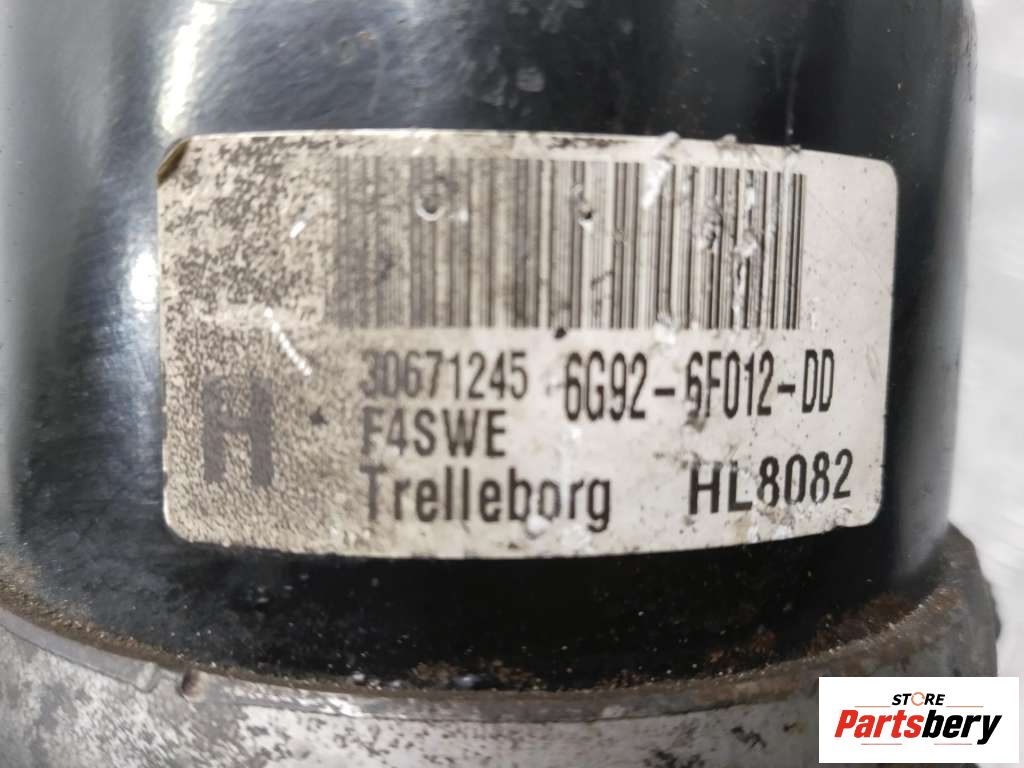 30671245 6G92-6F012-DD
H
F4SWE
Trelleborg HL8082
STORE
Partsbery